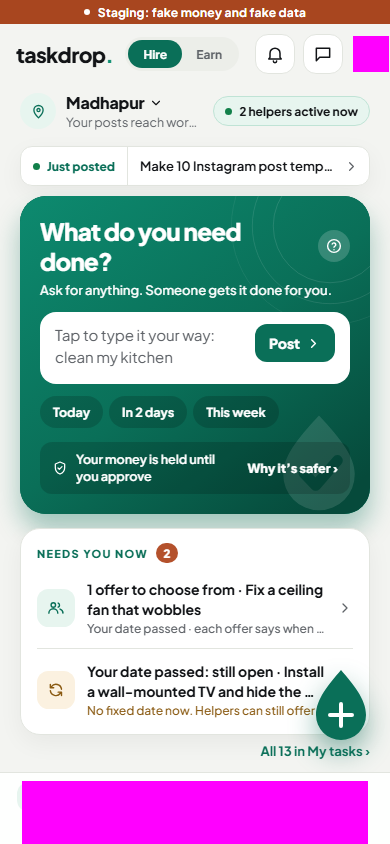 Staging: fake money and fake data
taskdrop.
Hire
Earn
Madhapur
Your posts reach wor...
2 helpers active now
Just posted
Make 10 Instagram post temp...
What do you need
done?
Ask for anything. Someone gets it done for you.
Tap to type it your way:
clean my kitchen
Post
Today
In 2 days
This week
Your money is held until
you approve
Why it's safer ›
NEEDS YOU NOW
2
1 offer to choose from · Fix a ceiling
fan that wobbles
Your date passed · each offer says when ...
Your date passed: still open · Install
a wall-mounted TV and hide the ...
No fixed date now. Helpers can still offer
All 13 in My tasks ›